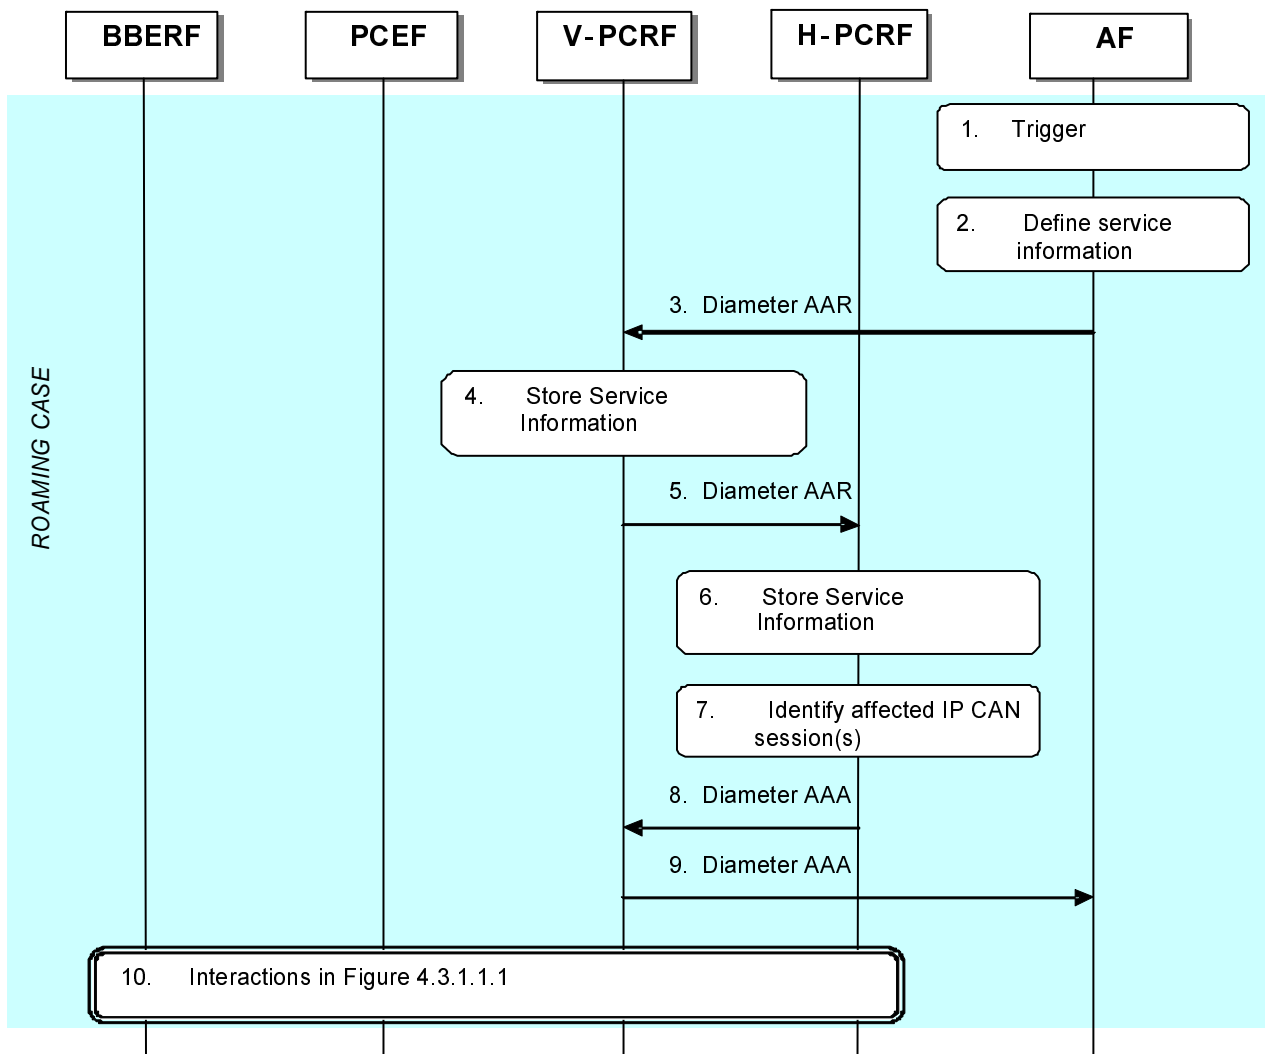 BBERF
PCEF
V-PCRF
H-PCRF
AF
1. Trigger
2. Define service
information
3. Diameter AAR
ROAMING CASE
4. Store Service
Information
5. Diameter AAR
6. Store Service
Information
7. Identify affected IP CAN
session(s)
8. Diameter AAA
9. Diameter AAA
10. Interactions in Figure 4.3.1.1.1